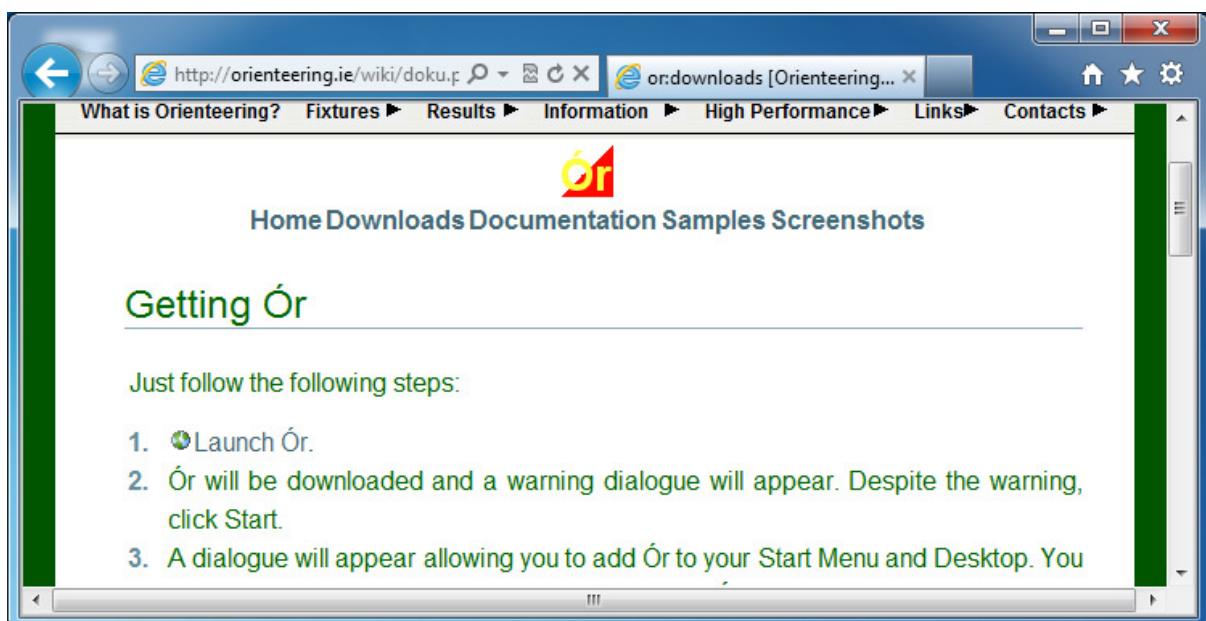 http://orienteering.ie/wiki/doku.p
or:downloads [Orienteering...
What is Orienteering? Fixtures Results Information High Performance Links Contacts
Ór
Home Downloads Documentation Samples Screenshots
Getting Ór
Just follow the following steps:
1. Launch Ór.
2. Ór will be downloaded and a warning dialogue will appear. Despite the warning,
click Start.
3. A dialogue will appear allowing you to add Ór to your Start Menu and Desktop. You